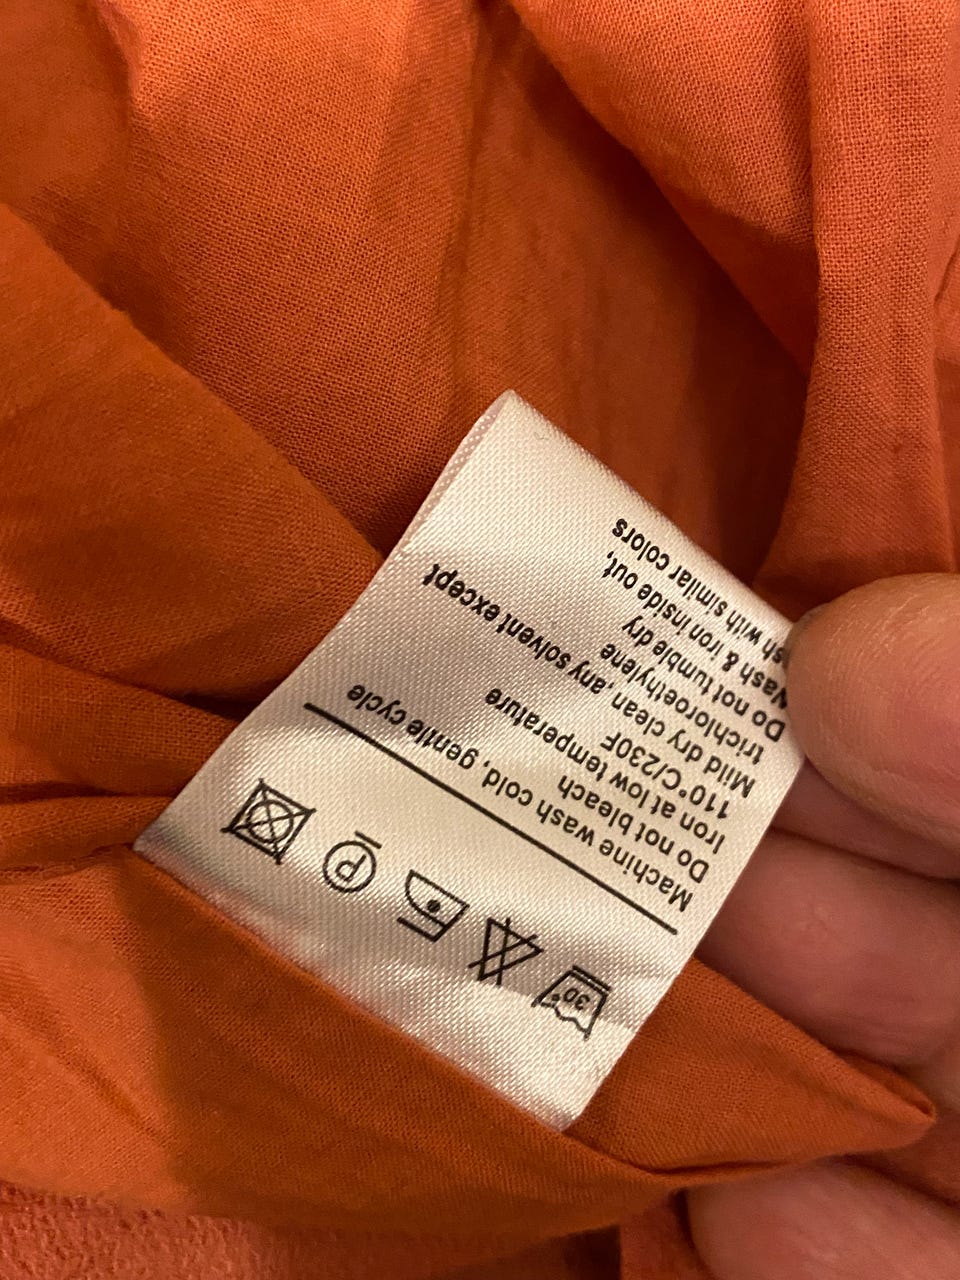 30°
P
Machine wash cold, gentle cycle
Do not bleach
Iron at low temperature
110°C/230F
Mild dry clean, any solvent except
trichloroethylene
Do not tumble dry
Wash & iron inside out,
with similar colors